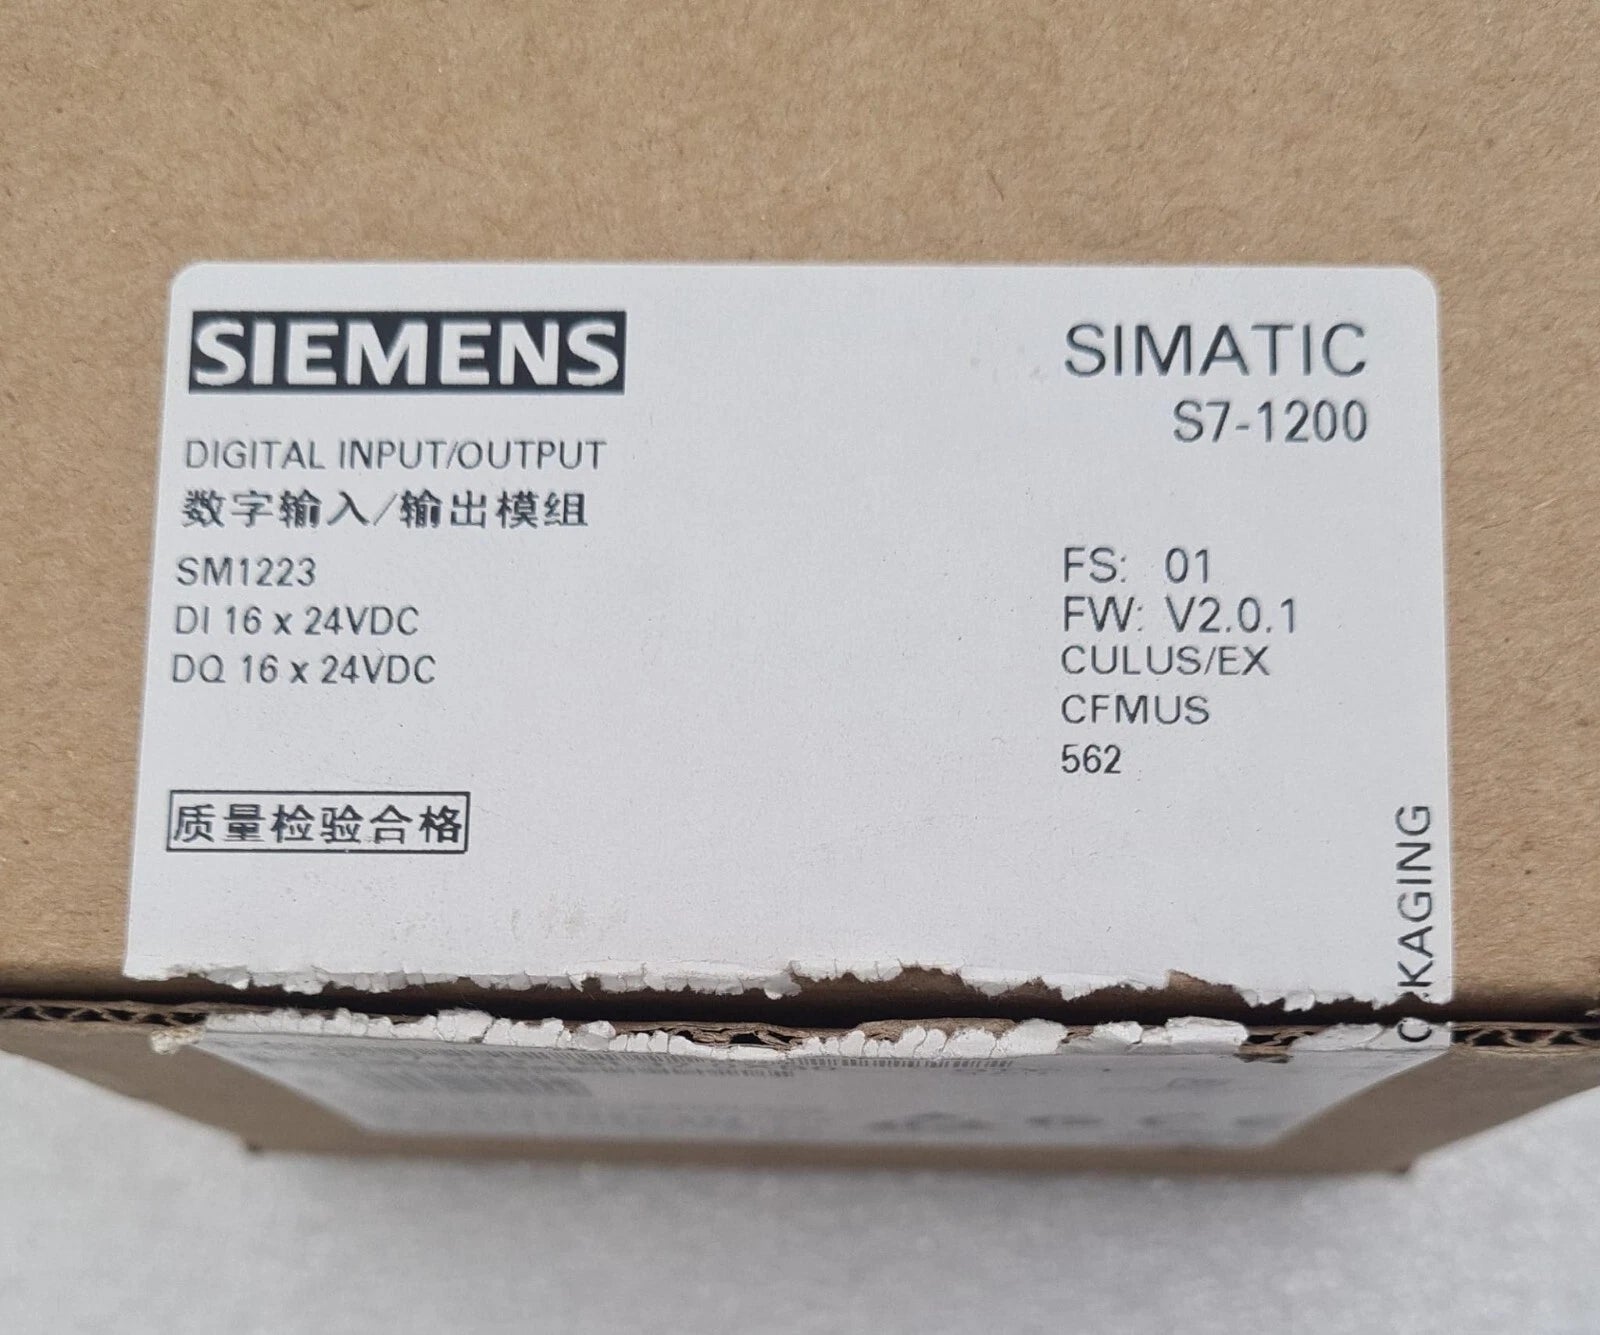 SIEMENS
SIMATIC
S7-1200
DIGITAL INPUT/OUTPUT
数字输入/输出模组
SM1223
DI 16 x 24VDC
DQ 16 x 24VDC
FS: 01
FW: V2.0.1
CULUS/EX
CFMUS
562
质量检验合格